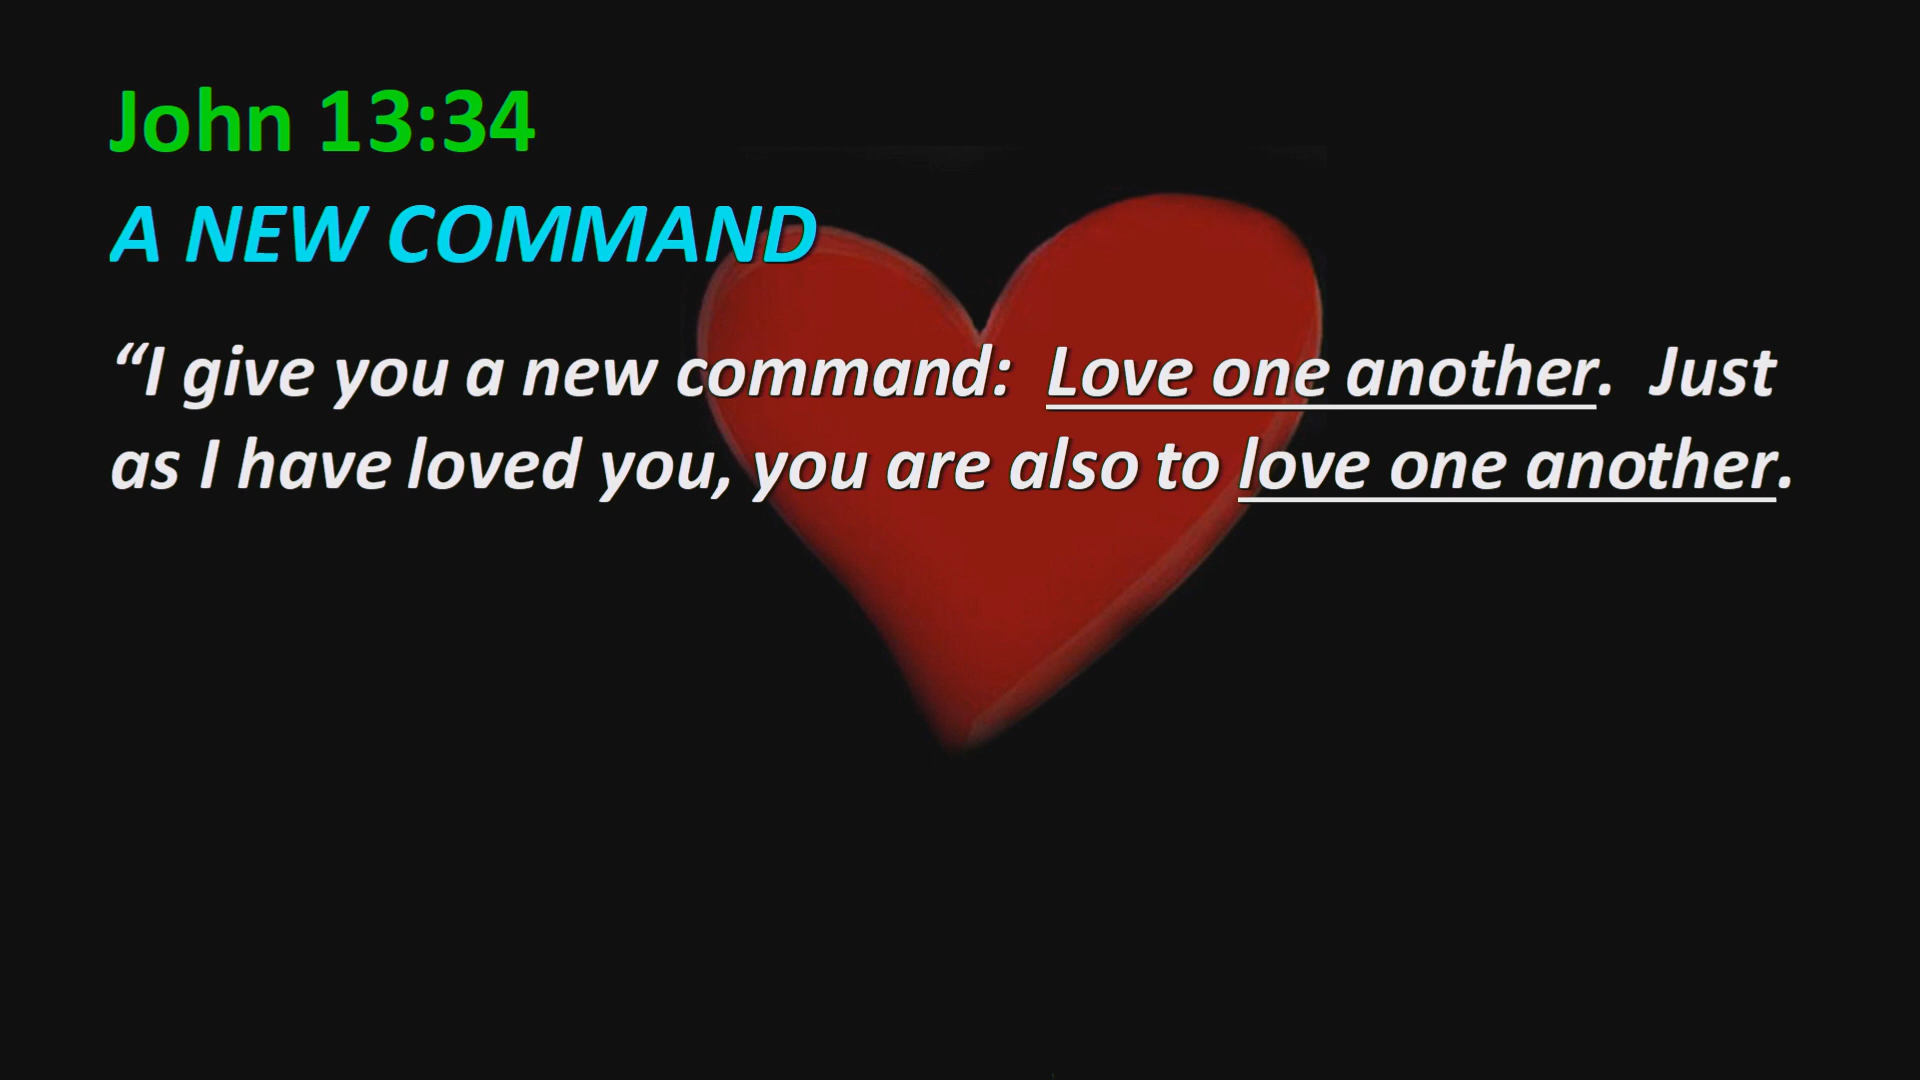 John 13:34
A NEW COMMAND
“I give you a new command:  Love one another.  Just
as I have loved you, you are also to love one another.